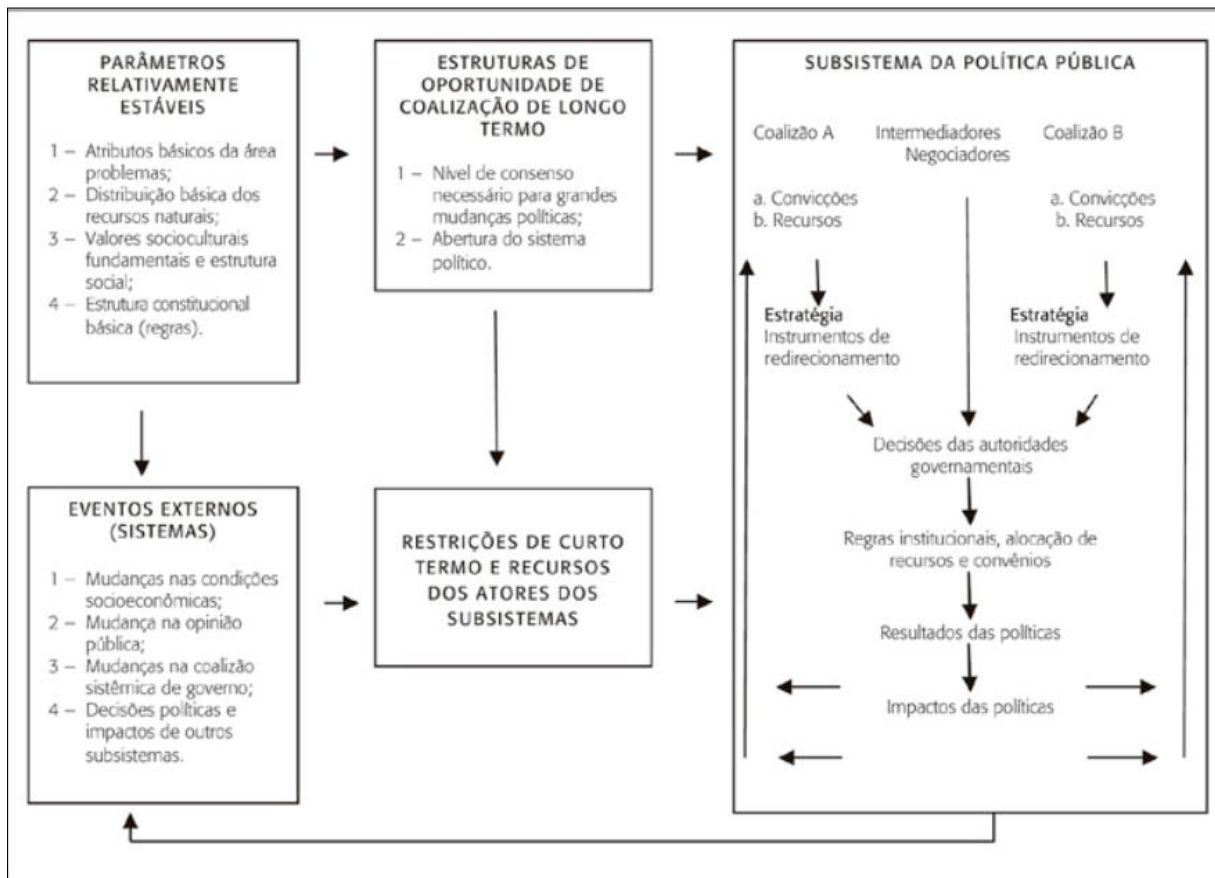 PARÂMETROS
RELATIVAMENTE
ESTÁVEIS
1 – Atributos básicos da área
problemas;
2 – Distribuição básica dos
recursos naturais;
3 – Valores socioculturais
fundamentais e estrutura
social;
4 – Estrutura constitucional
básica (regras).
ESTRUTURAS DE
OPORTUNIDADE DE
COALIZAÇÃO DE LONGO
TERMO
1 – Nível de consenso
necessário para grandes
mudanças políticas;
2 – Abertura do sistema
político.
SUBSISTEMA DA POLÍTICA PÚBLICA
Coalizão A
Intermediadores
Negociadores
Coalizão B
a. Convicções
b. Recursos
a. Convicções
b. Recursos
Estratégia
Instrumentos de
redirecionamento
Estratégia
Instrumentos de
redirecionamento
Decisões das autoridades
governamentais
Regras institucionais, alocação de
recursos e convênios
Resultados das políticas
Impactos das políticas
EVENTOS EXTERNOS
(SISTEMAS)
1 – Mudanças nas condições
socioeconômicas;
2 – Mudança na opinião
pública;
3 – Mudanças na coalizão
sistêmica de governo;
4 – Decisões políticas e
impactos de outros
subsistemas.
RESTRIÇÕES DE CURTO
TERMO E RECURSOS
DOS ATORES DOS
SUBSISTEMAS